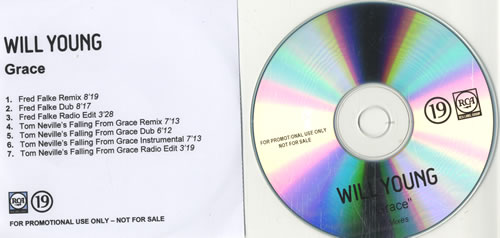 WILL YOUNG
Grace
1. Fred Falke Remix 8'19
2. Fred Falke Dub 8'17
3. Fred Falke Radio Edit 3'28
4. Tom Neville's Falling From Grace Remix 7'13
5. Tom Neville's Falling From Grace Dub 6'12
6. Tom Neville's Falling From Grace Instrumental 7'13
7. Tom Neville's Falling From Grace Radio Edit 3'19
RCA
19
FOR PROMOTIONAL USE ONLY – NOT FOR SALE
19
RCA
FOR PROMOTIONAL USE ONLY
NOT FOR SALE
WILL YOUNG
Grace"